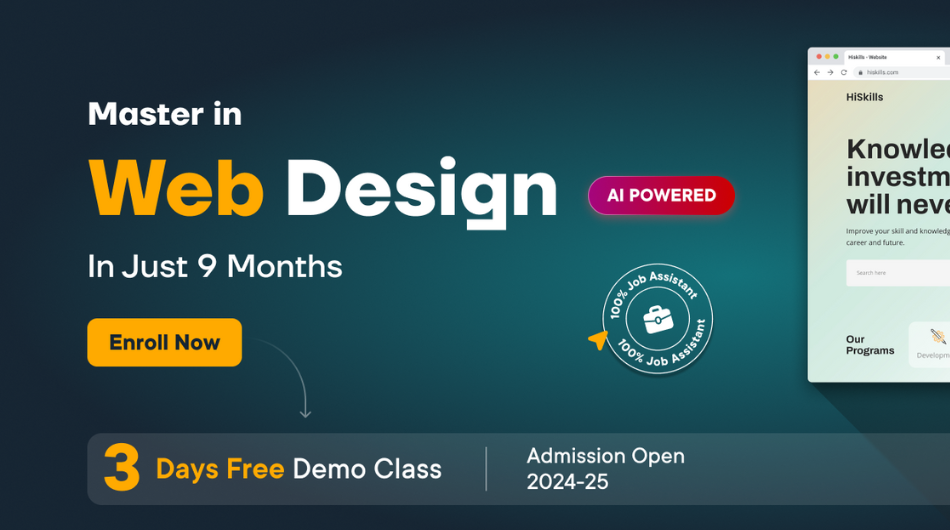 Master in
Web Design
AI POWERED
In Just 9 Months
100% Job Assistant
100% Job Assistant
Enroll Now
3 Days Free Demo Class
Admission Open
2024-25
Hiskills - Website
hiskills.com
HiSkills
Knowled
investm
will neve
Improve your skill and knowledg
career and future.
Search here
Our
Programs
Developm